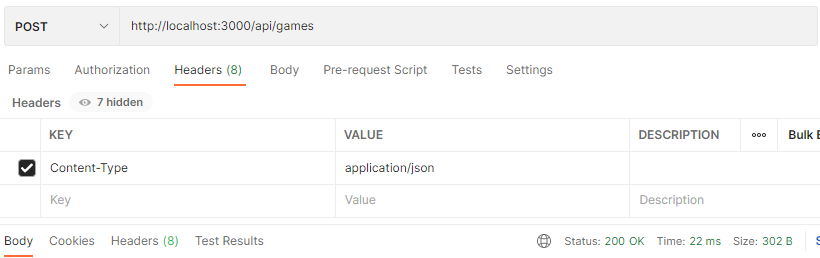 POST http://localhost:3000/api/games
Params Authorization Headers (8) Body Pre-request Script Tests Settings
Headers 7 hidden
KEY VALUE DESCRIPTION ooo Bulk E
Content-Type application/json
Key Value Description
Body Cookies Headers (8) Test Results Status: 200 OK Time: 22 ms Size: 302 B S